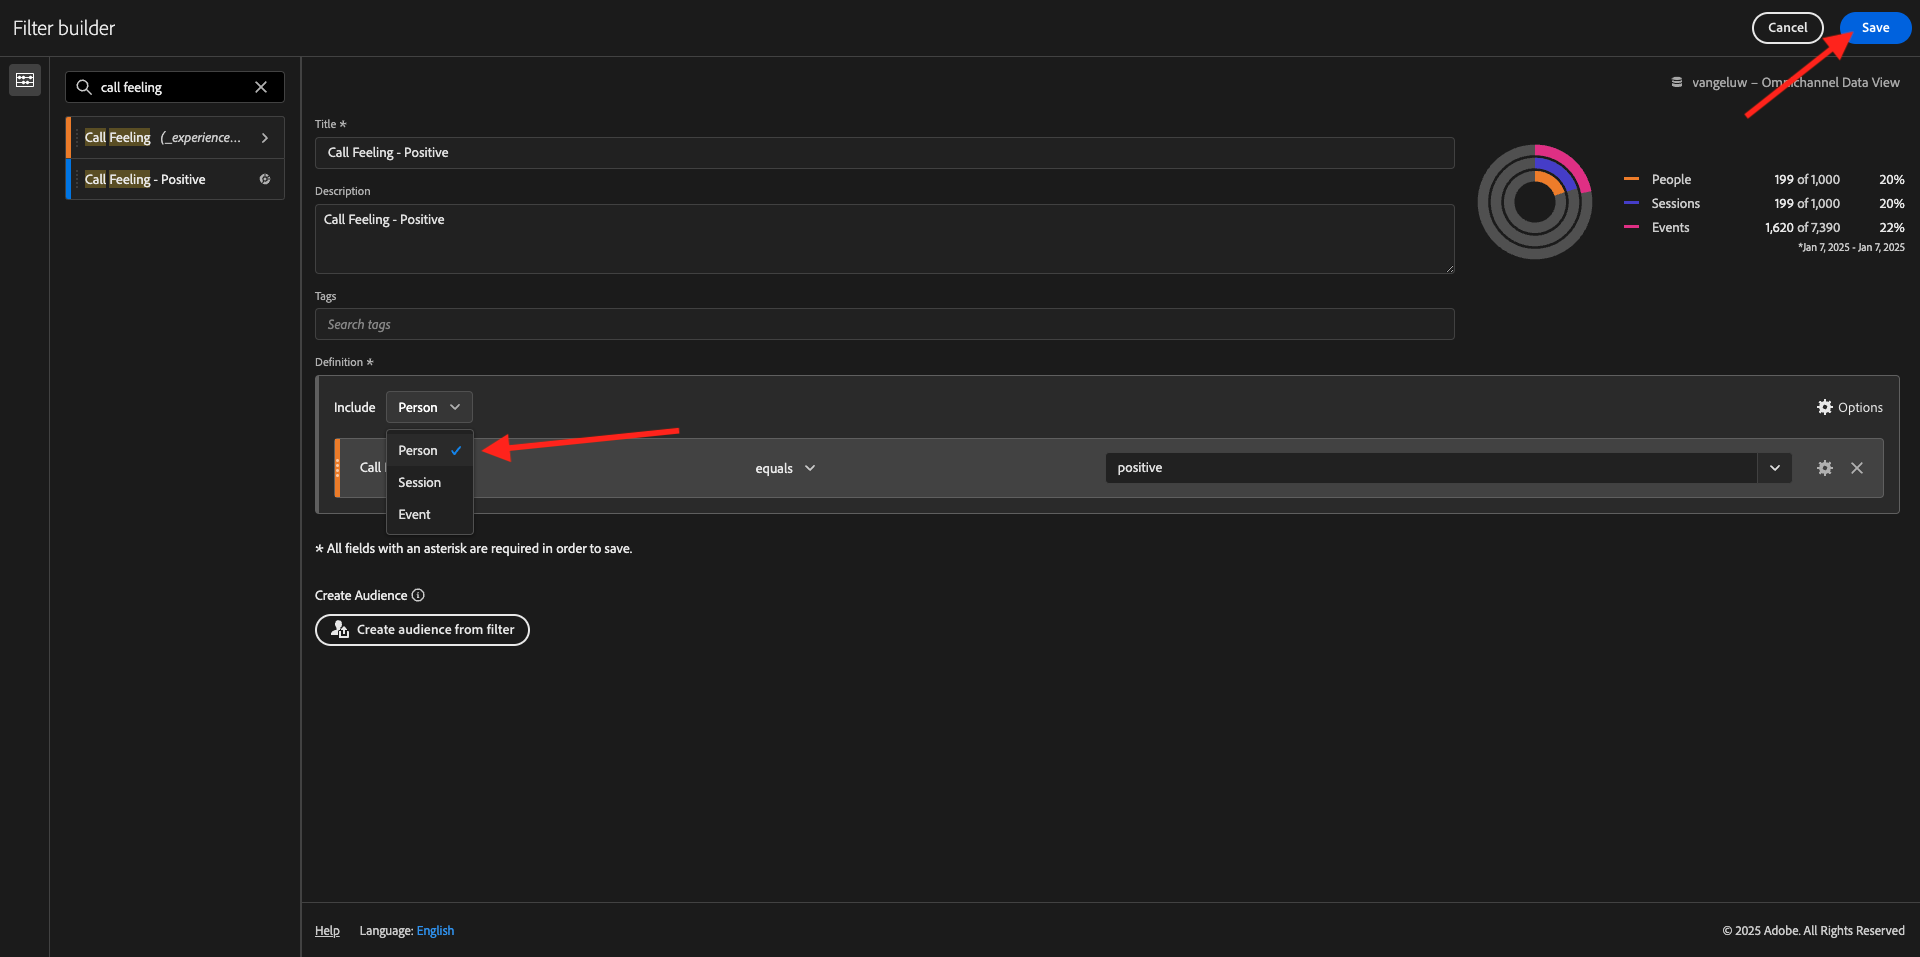 Filter builder
Cancel
Save
call feeling
Call Feeling (_experience...
Call Feeling - Positive
vangeluw – Omnichannel Data View
Title *
Call Feeling - Positive
Description
Call Feeling - Positive
Tags
Search tags
People 199 of 1,000 20%
Sessions 199 of 1,000 20%
Events 1,620 of 7,390 22%
*Jan 7, 2025 - Jan 7, 2025
Definition *
Include Person
Options
Person
Session
Event
Call
equals
positive
* All fields with an asterisk are required in order to save.
Create Audience
Create audience from filter
Help Language: English
© 2025 Adobe. All Rights Reserved